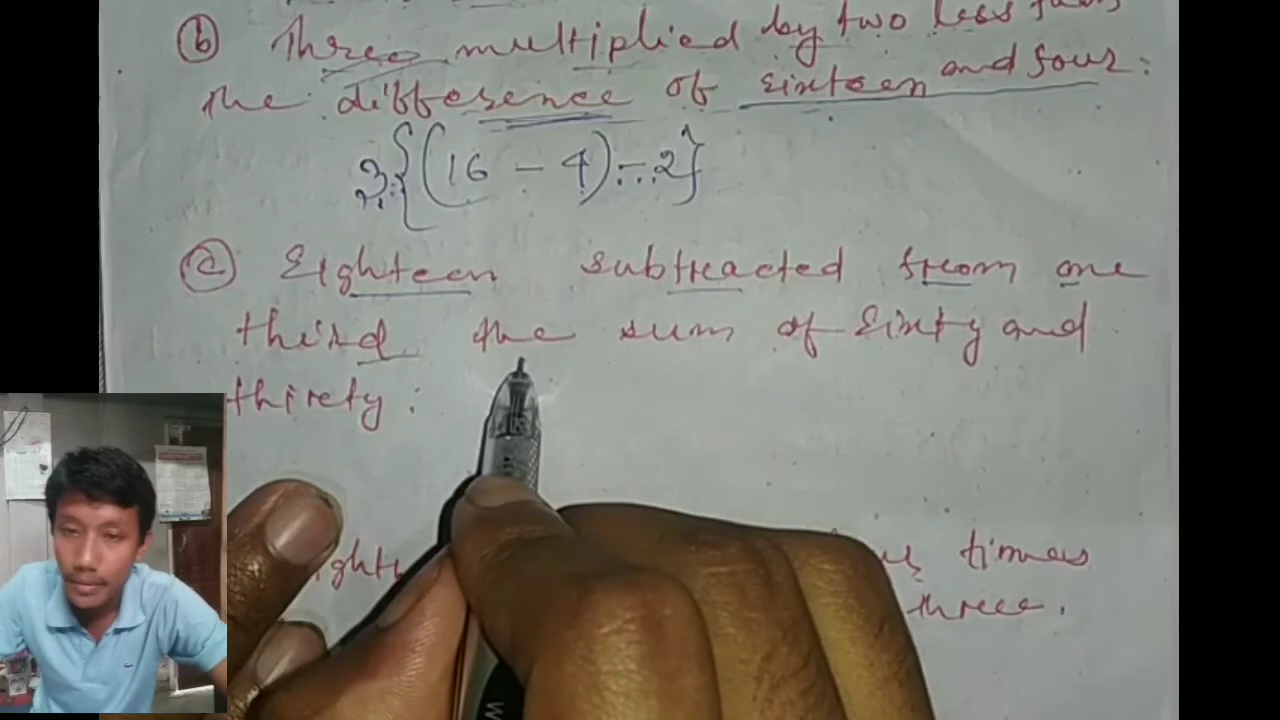 (b) Three multiplied by two less than
the difference of sixteen and four:
3{(16 - 4) - 2}
(c) Eighteen subtracted from one
third the sum of Sixty and
thirty:
times
three.
W